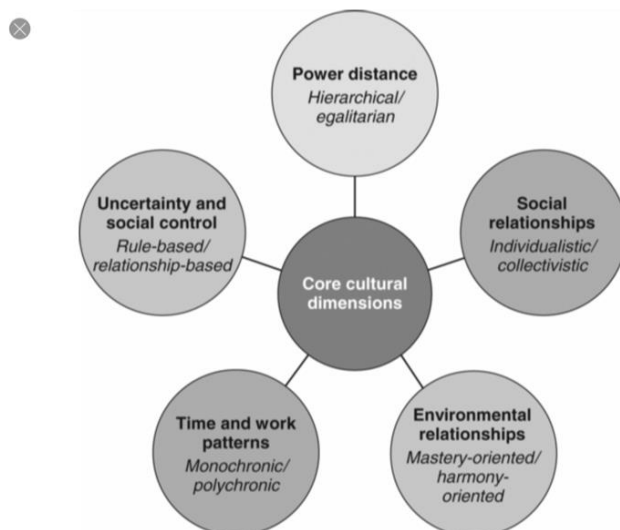 Power distance
Hierarchical/
egalitarian
Uncertainty and
social control
Rule-based/
relationship-based
Social
relationships
Individualistic/
collectivistic
Core cultural
dimensions
Time and work
patterns
Monochronic/
polychronic
Environmental
relationships
Mastery-oriented/
harmony-
oriented